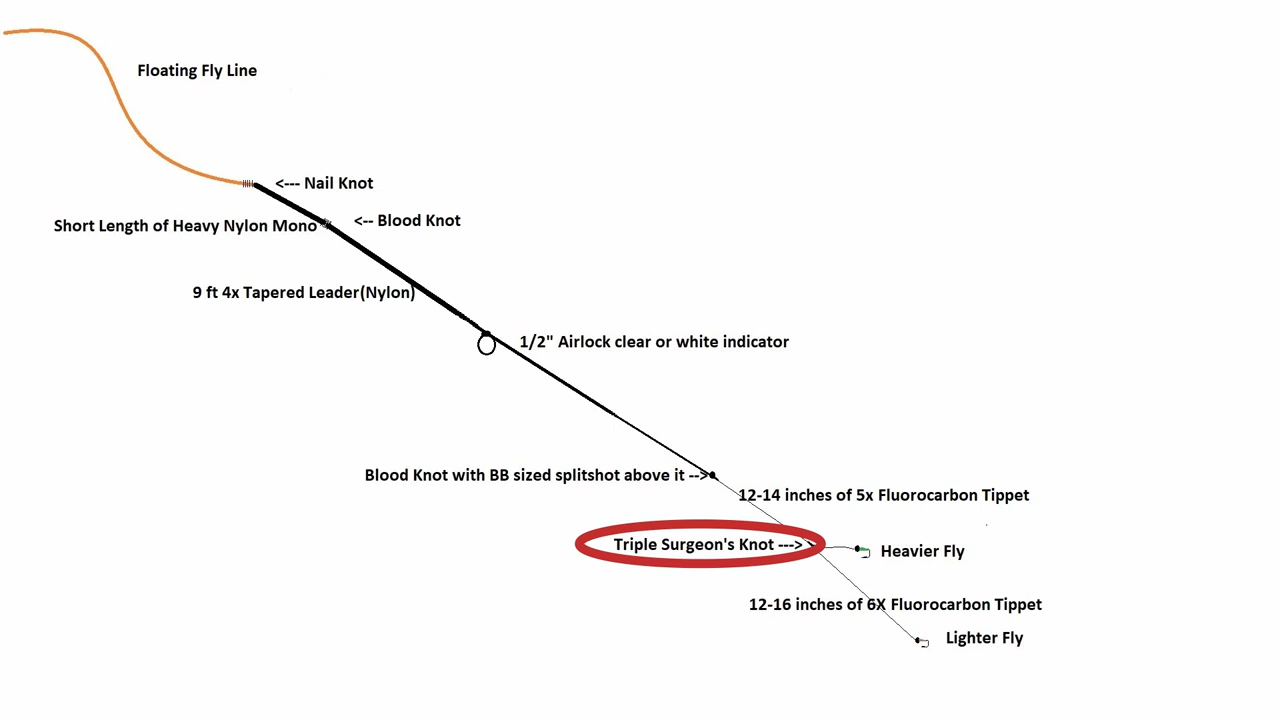 Floating Fly Line
<--- Nail Knot
<-- Blood Knot
Short Length of Heavy Nylon Mono
9 ft 4x Tapered Leader(Nylon)
1/2" Airlock clear or white indicator
Blood Knot with BB sized splitshot above it -->
12-14 inches of 5x Fluorocarbon Tippet
Triple Surgeon's Knot --->
Heavier Fly
12-16 inches of 6X Fluorocarbon Tippet
Lighter Fly